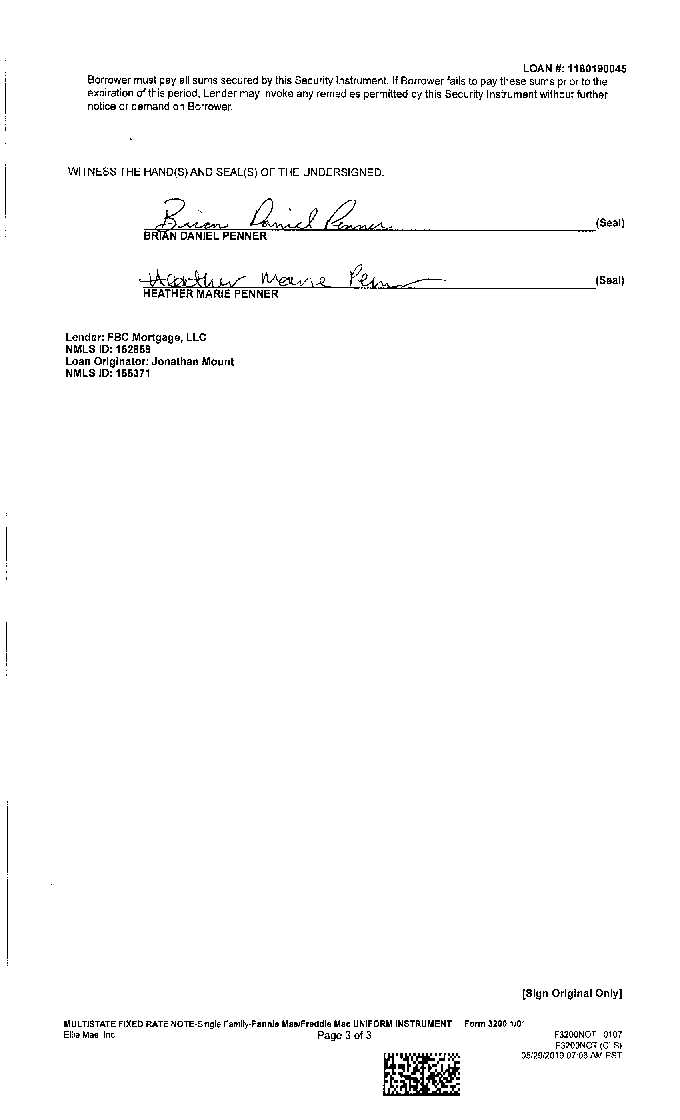 LOAN #: 1180190045
Borrower must pay all sums secured by this Security Instrument. If Borrower fails to pay these sums prior to the
expiration of this period, Lender may invoke any remedies permitted by this Security Instrument without further
notice or demand on Borrower.
WITNESS THE HAND(S) AND SEAL(S) OF THE UNDERSIGNED.
Brian Daniel Penner (Seal)
BRIAN DANIEL PENNER
Heather Marie Penn (Seal)
HEATHER MARIE PENNER
Lender: FBC Mortgage, LLC
NMLS ID: 152859
Loan Originator: Jonathan Mount
NMLS ID: 155371
[Sign Original Only]
MULTISTATE FIXED RATE NOTE-Single Family-Fannie Mae/Freddie Mac UNIFORM INSTRUMENT Form 3200 1/01
Ellie Mae, Inc. Page 3 of 3 F3200NOT 0107
F3200NOT (CLS)
05/29/2019 07:08 AM PST